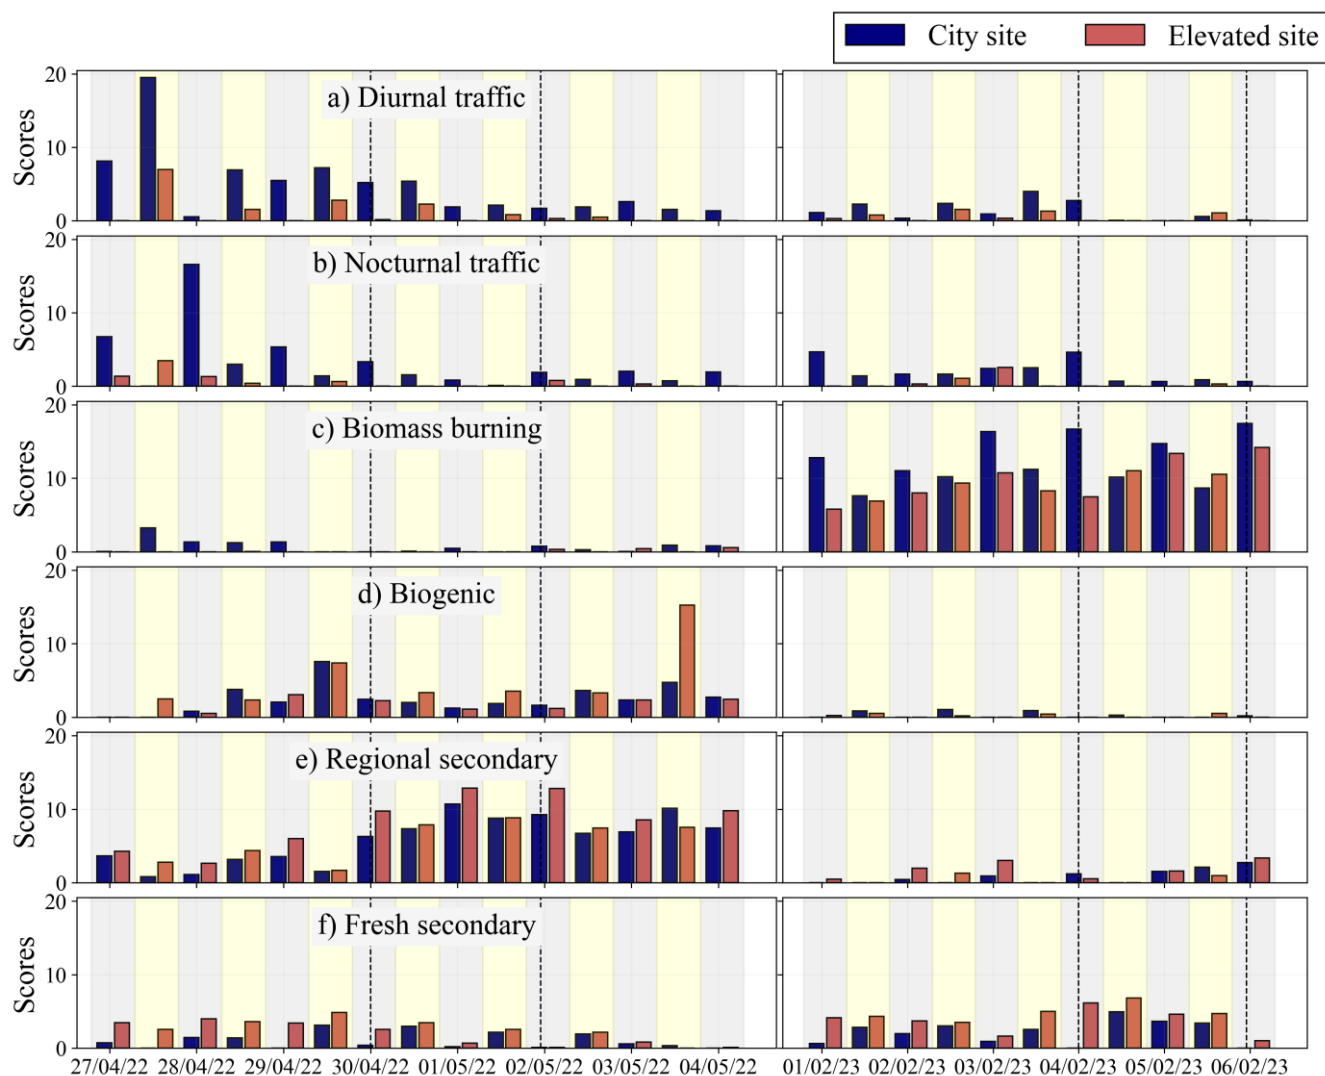 City site Elevated site
a) Diurnal traffic
Scores
20
10
0
b) Nocturnal traffic
Scores
20
10
0
c) Biomass burning
Scores
20
10
0
d) Biogenic
Scores
20
10
0
e) Regional secondary
Scores
20
10
0
f) Fresh secondary
Scores
20
10
0
27/04/22 28/04/22 29/04/22 30/04/22 01/05/22 02/05/22 03/05/22 04/05/22 01/02/23 02/02/23 03/02/23 04/02/23 05/02/23 06/02/23